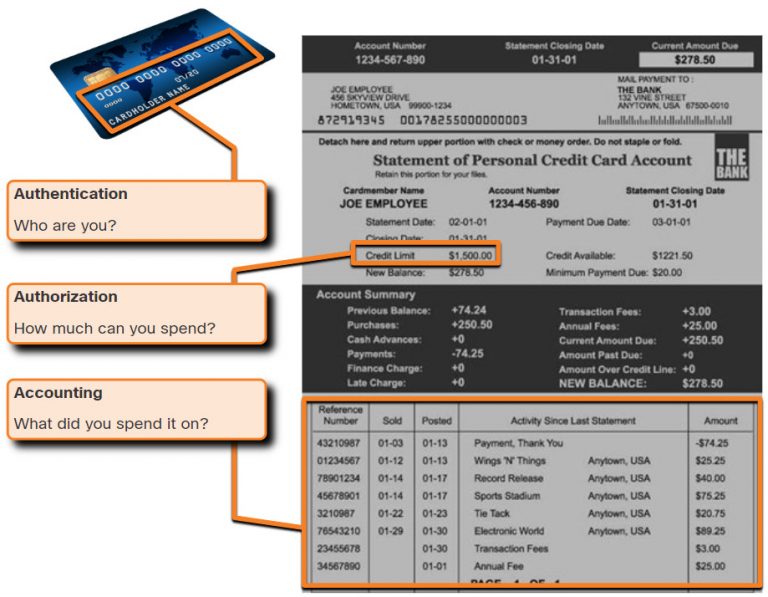 0000 0000 0000 0000
0000
07/20
CARDHOLDER NAME
Authentication
Who are you?
Authorization
How much can you spend?
Accounting
What did you spend it on?
Account Number Statement Closing Date Current Amount Due
1234-567-890 01-31-01 $278.50
JOE EMPLOYEE
456 SKYVIEW DRIVE
HOMETOWN, USA 99900-1234
MAIL PAYMENT TO :
THE BANK
132 VINE STREET
ANYTOWN, USA 67500-0010
872919345 00178255000000003
Detach here and return upper portion with check or money order. Do not staple or fold.
Statement of Personal Credit Card Account
Retain this portion for your files.
THE
BANK
Cardmember Name Account Number Statement Closing Date
JOE EMPLOYEE 1234-456-890 01-31-01
Statement Date: 02-01-01 Payment Due Date: 03-01-01
Closing Date: 01-31-01
Credit Limit $1,500.00 Credit Available: $1221.50
New Balance: $278.50 Minimum Payment Due: $20.00
Account Summary
Previous Balance: +74.24 Transaction Fees: +3.00
Purchases: +250.50 Annual Fees: +25.00
Cash Advances: +0 Current Amount Due: +250.50
Payments: -74.25 Amount Past Due: +0
Finance Charge: +0 Amount Over Credit Line: +0
Late Charge: +0 NEW BALANCE: $278.50
Reference
Number Sold Posted Activity Since Last Statement Amount
43210987 01-03 01-13 Payment, Thank You -$74.25
01234567 01-12 01-13 Wings 'N' Things Anytown, USA $25.25
78901234 01-14 01-17 Record Release Anytown, USA $40.00
45678901 01-14 01-17 Sports Stadium Anytown, USA $75.25
3210987 01-22 01-23 Tie Tack Anytown, USA $20.75
76543210 01-29 01-30 Electronic World Anytown, USA $89.25
23455678 01-30 Transaction Fees $3.00
34567890 01-01 Annual Fee $25.00
PAGE 1 OF 1